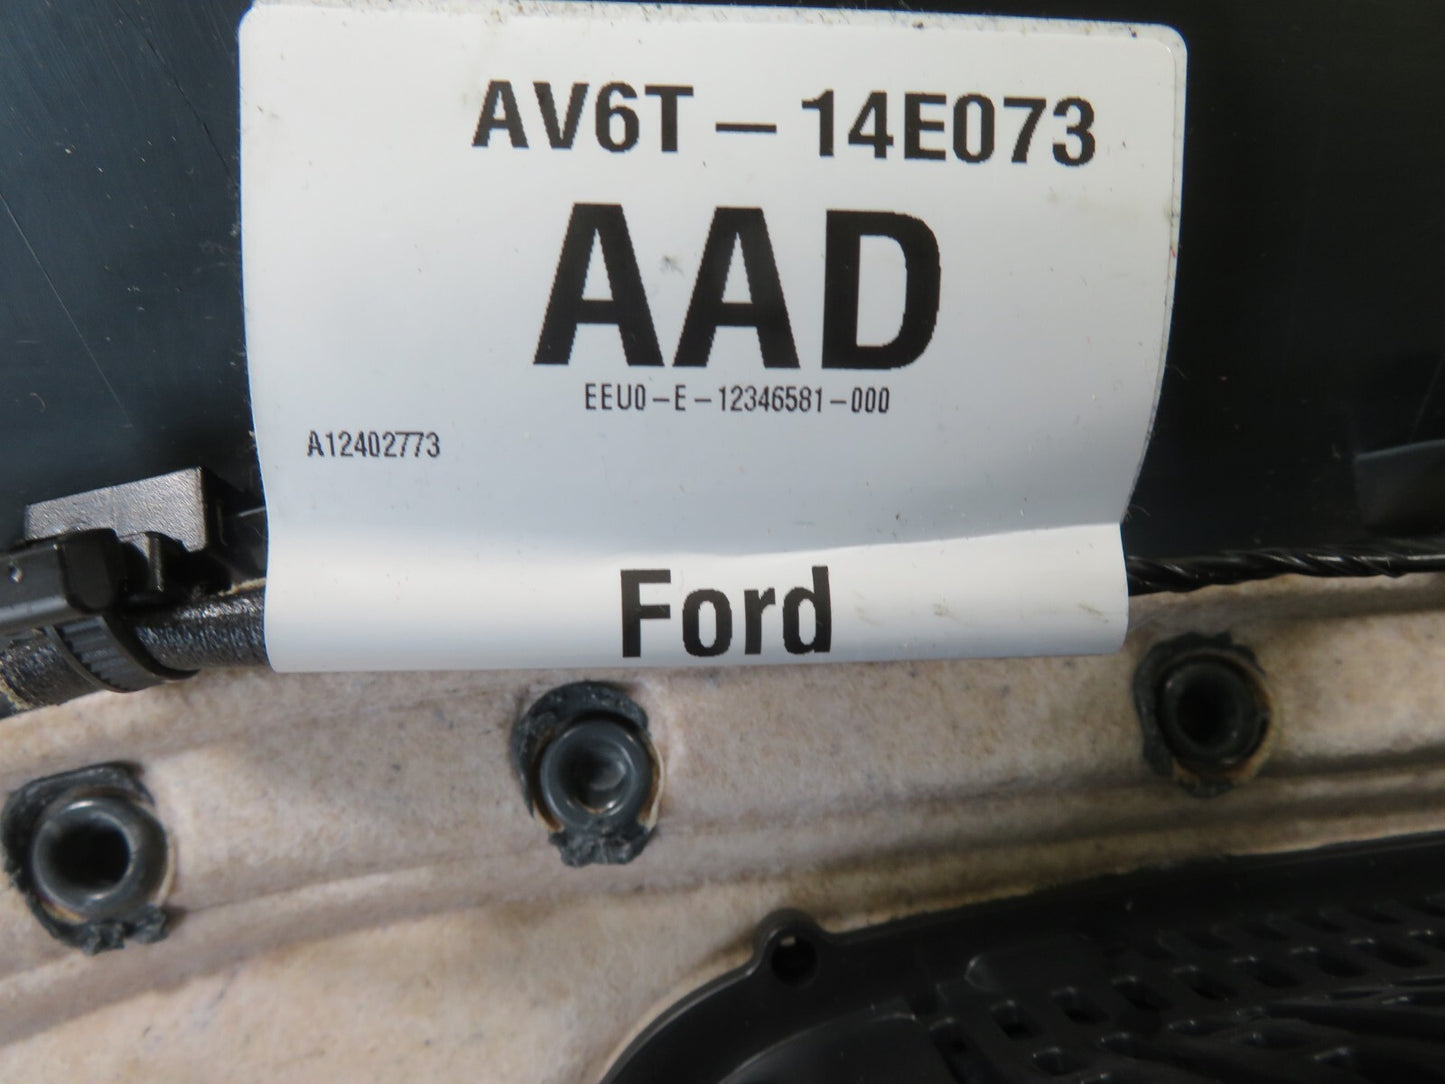 AV6T-14E073
AAD
EEU0-E-12346581-000
A12402773
Ford